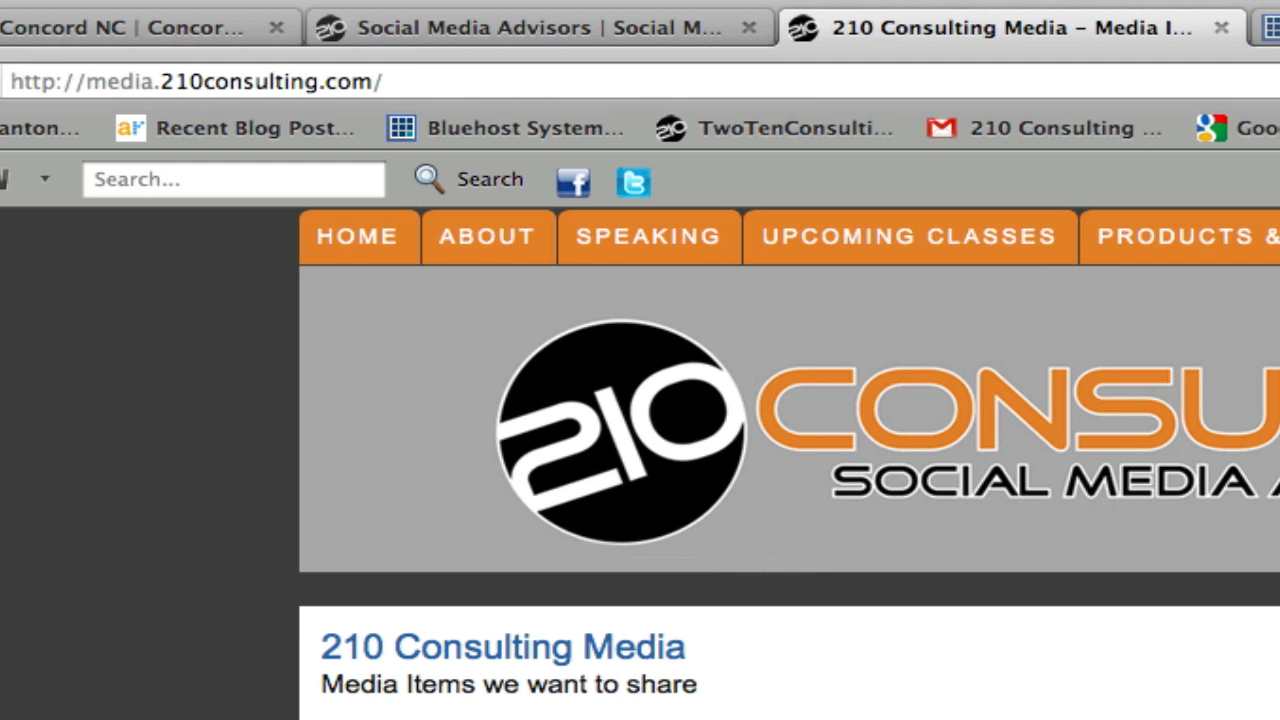 Concord NC | Concor...
Social Media Advisors | Social M...
210 Consulting Media – Media I...
http://media.210consulting.com/
anton...
Recent Blog Post...
Bluehost System...
TwoTenConsulti...
210 Consulting ...
Goo
Search...
Search
HOME
ABOUT
SPEAKING
UPCOMING CLASSES
PRODUCTS &
210
CONSU
SOCIAL MEDIA A
210 Consulting Media
Media Items we want to share